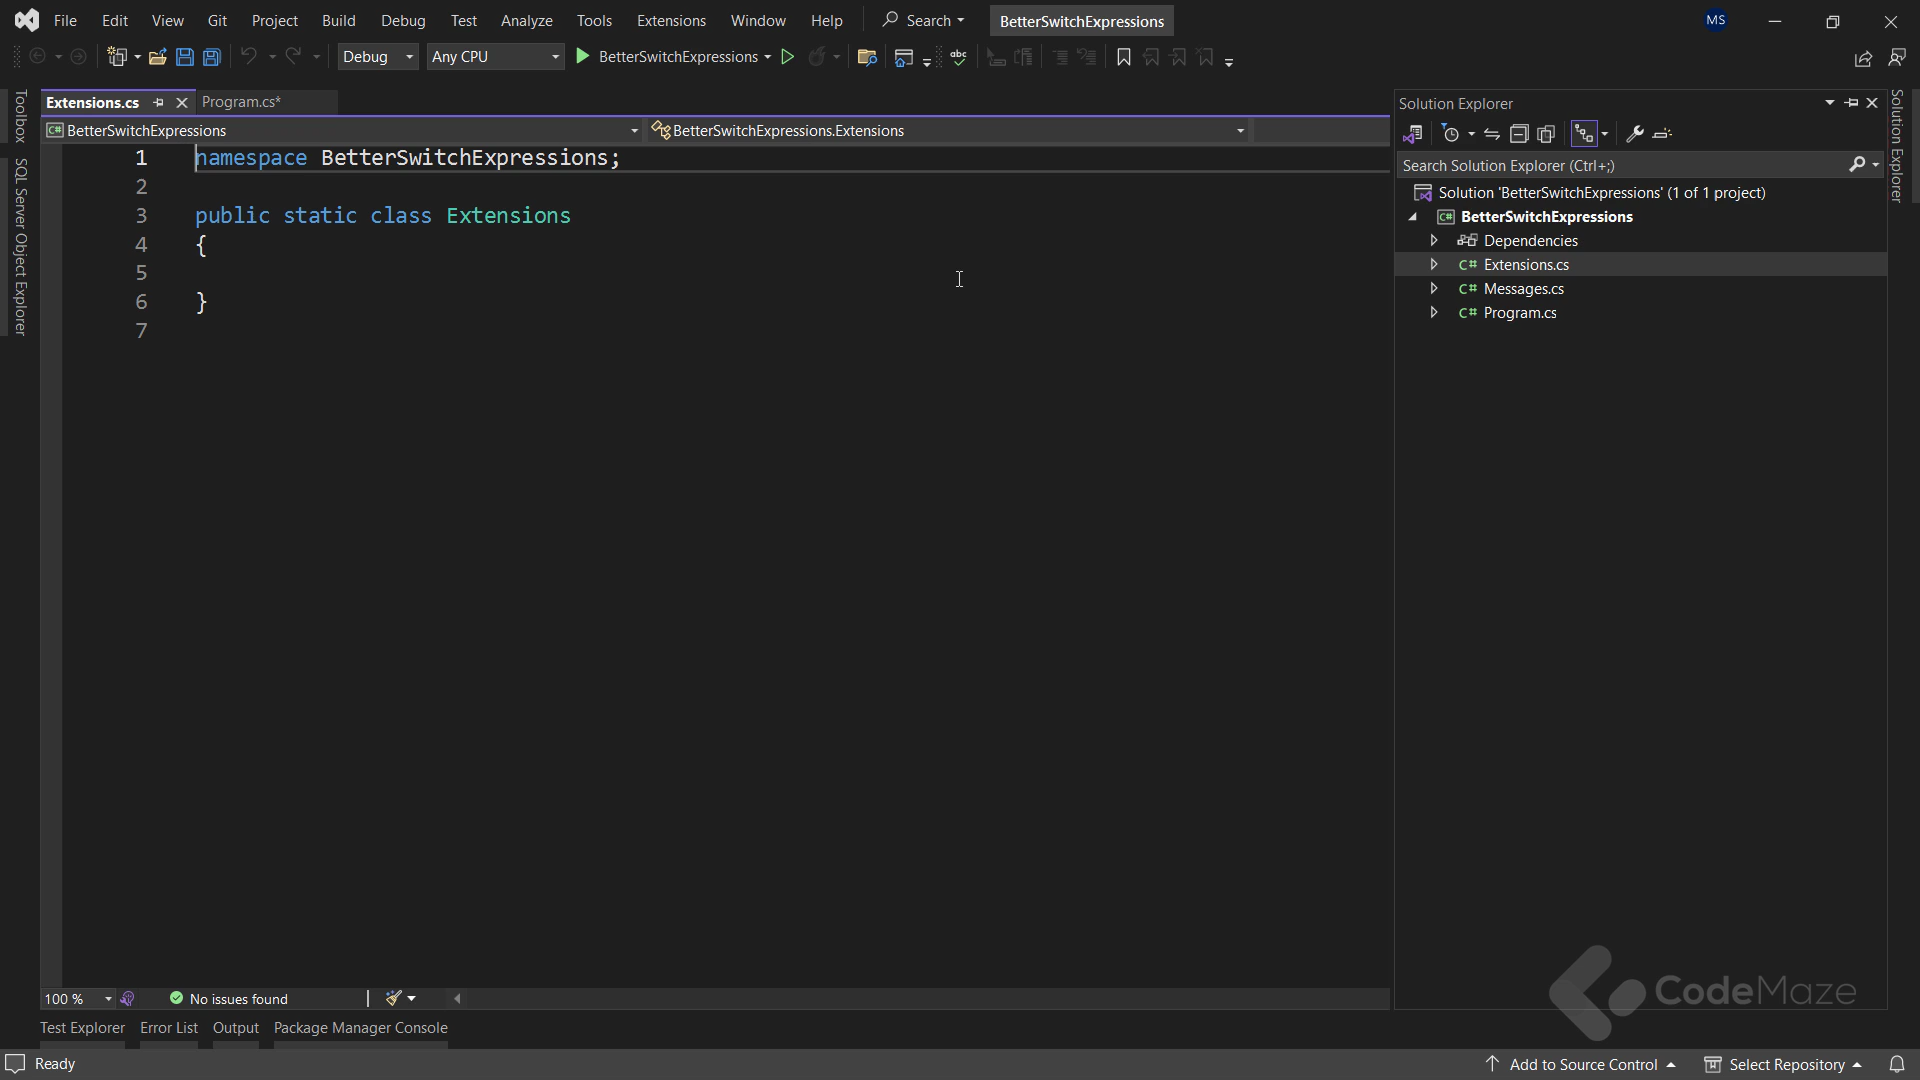 File Edit View Git Project Build Debug Test Analyze Tools Extensions Window Help Search BetterSwitchExpressions MS
Debug Any CPU BetterSwitchExpressions abc
Toolbox
SQL Server Object Explorer
Extensions.cs Program.cs*
C# BetterSwitchExpressions BetterSwitchExpressions.Extensions
1 namespace BetterSwitchExpressions;
2
3 public static class Extensions
4 {
5
6 }
7
100 % No issues found
Solution Explorer
Search Solution Explorer (Ctrl+;)
Solution 'BetterSwitchExpressions' (1 of 1 project)
C# BetterSwitchExpressions
Dependencies
C# Extensions.cs
C# Messages.cs
C# Program.cs
Solution Explorer
CodeMaze
Test Explorer Error List Output Package Manager Console
Ready Add to Source Control Select Repository